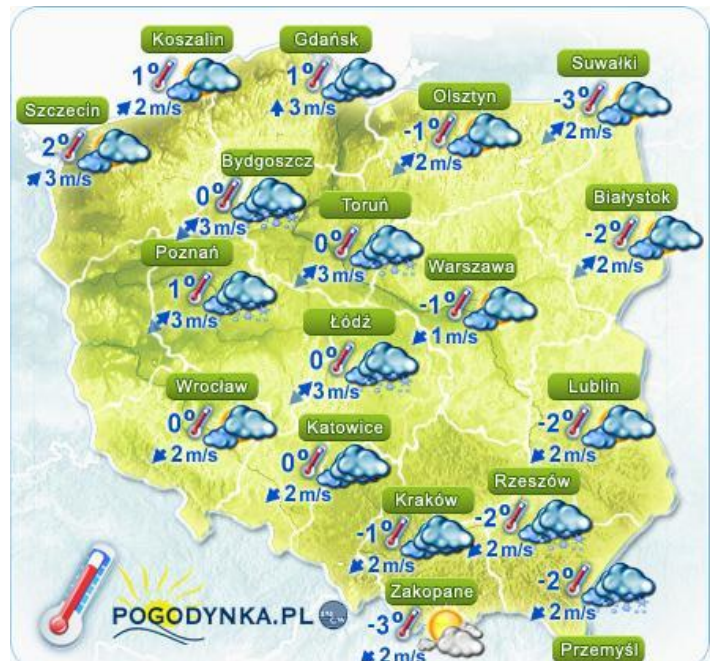 Koszalin
Gdańsk
Suwałki
1°
2 m/s
1°
3 m/s
Olsztyn
-3°
2 m/s
Szczecin
2°
3 m/s
-1°
2 m/s
Bydgoszcz
0°
3 m/s
Toruń
0°
3 m/s
Białystok
-2°
2 m/s
Poznań
1°
3 m/s
Warszawa
-1°
1 m/s
Łódź
0°
3 m/s
Wrocław
0°
2 m/s
Lublin
-2°
2 m/s
Katowice
0°
2 m/s
Kraków
-1°
2 m/s
Rzeszów
-2°
2 m/s
-2°
2 m/s
Przemyśl
Zakopane
-3°
2 m/s
POGODYNKA.PL